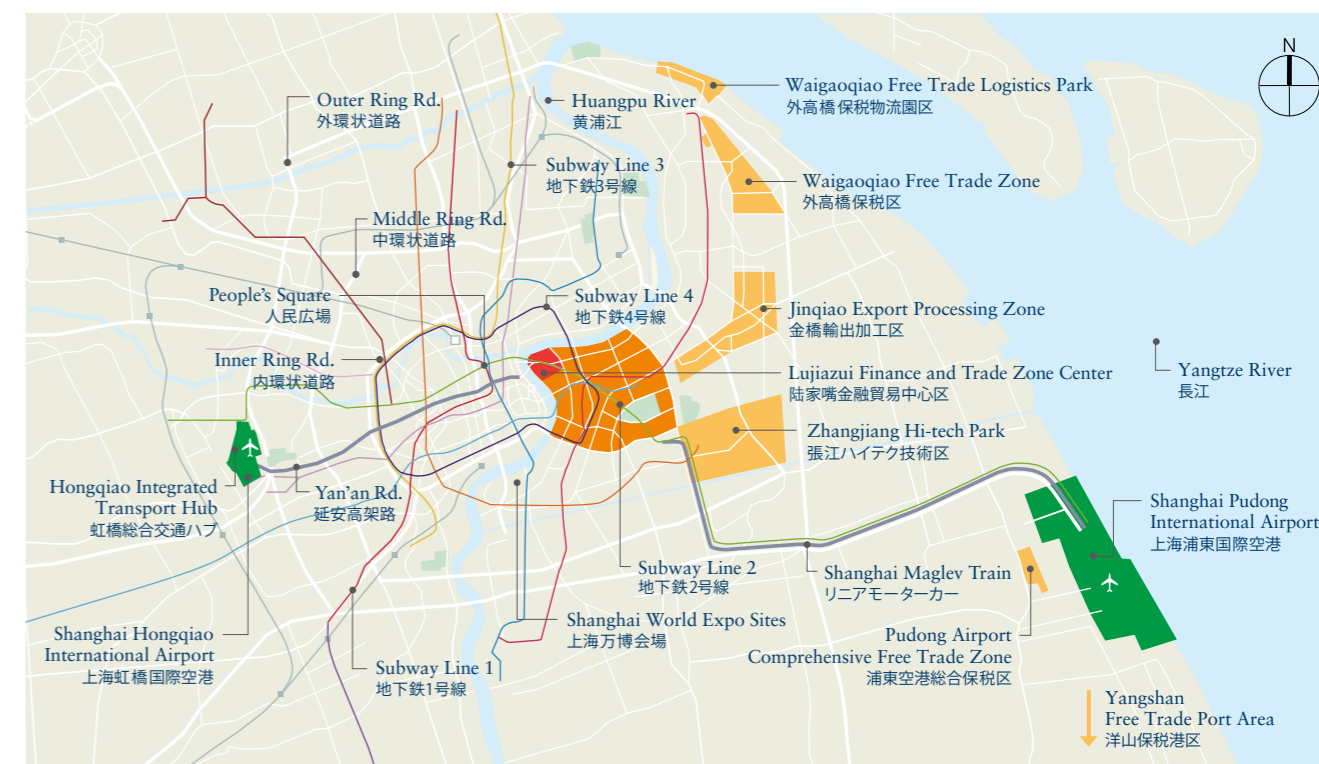 N
Waigaoqiao Free Trade Logistics Park
外高橋保税物流園区
Outer Ring Rd.
外環状道路
Huangpu River
黄浦江
Subway Line 3
地下鉄3号線
Waigaoqiao Free Trade Zone
外高橋保税区
Middle Ring Rd.
中環状道路
People's Square
人民広場
Subway Line 4
地下鉄4号線
Jinqiao Export Processing Zone
金橋輸出加工区
Inner Ring Rd.
内環状道路
Lujiazui Finance and Trade Zone Center
陆家嘴金融貿易中心区
Yangtze River
長江
Zhangjiang Hi-tech Park
張江ハイテク技術区
Hongqiao Integrated
Transport Hub
虹橋総合交通ハブ
Yan'an Rd.
延安高架路
Shanghai Pudong
International Airport
上海浦東国際空港
Subway Line 2
地下鉄2号線
Shanghai Maglev Train
リニアモーターカー
Shanghai World Expo Sites
上海万博会場
Shanghai Hongqiao
International Airport
上海虹橋国際空港
Subway Line 1
地下鉄1号線
Pudong Airport
Comprehensive Free Trade Zone
浦東空港総合保税区
Yangshan
Free Trade Port Area
洋山保税港区